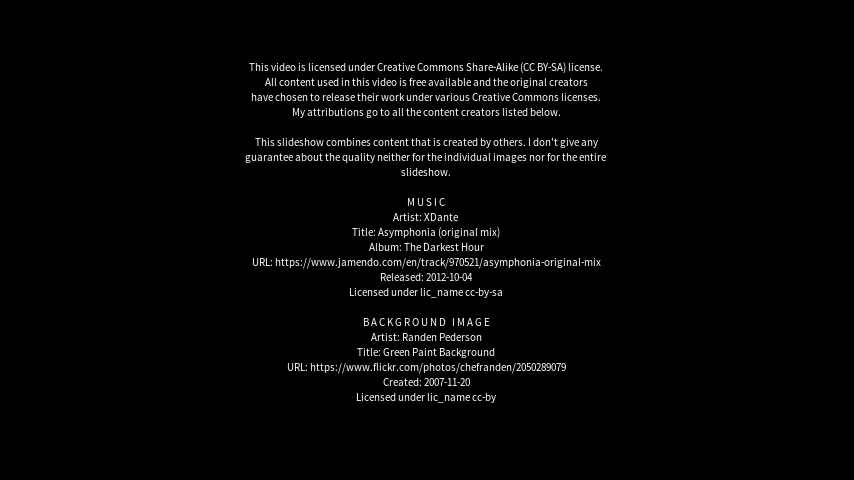 This video is licensed under Creative Commons Share-Alike (CC BY-SA) license.
All content used in this video is free available and the original creators
have chosen to release their work under various Creative Commons licenses.
My attributions go to all the content creators listed below.
This slideshow combines content that is created by others. I don't give any
guarantee about the quality neither for the individual images nor for the entire
slideshow.
MUSIC
Artist: XDante
Title: Asymphonia (original mix)
Album: The Darkest Hour
URL: https://www.jamendo.com/en/track/970521/asymphonia-original-mix
Released: 2012-10-04
Licensed under lic_name cc-by-sa
BACKGROUND IMAGE
Artist: Randen Pederson
Title: Green Paint Background
URL: https://www.flickr.com/photos/chefranden/2050289079
Created: 2007-11-20
Licensed under lic_name cc-by